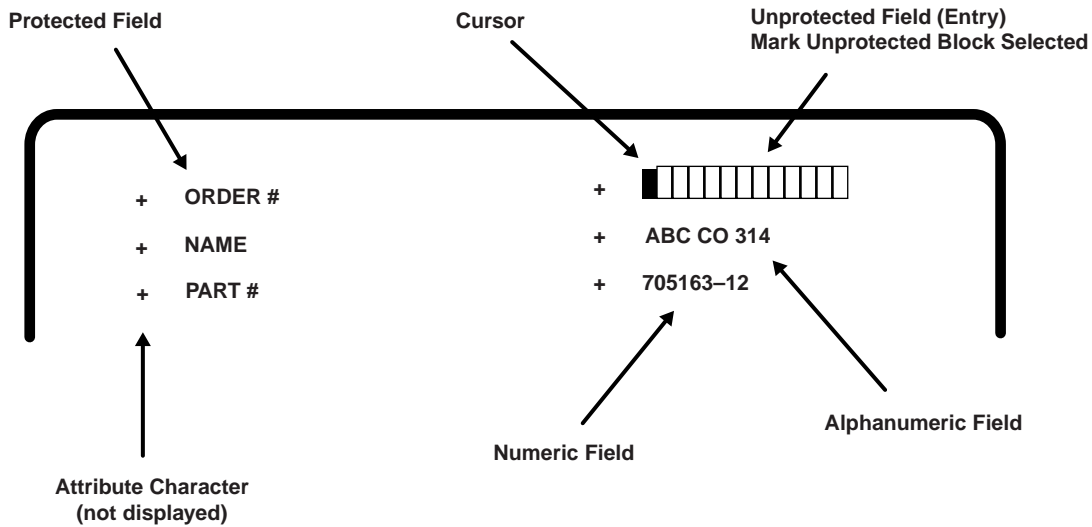 Protected Field
Cursor
Unprotected Field (Entry)
Mark Unprotected Block Selected
+ ORDER # +
+ NAME + ABC CO 314
+ PART # + 705163–12
Alphanumeric Field
Numeric Field
Attribute Character
(not displayed)